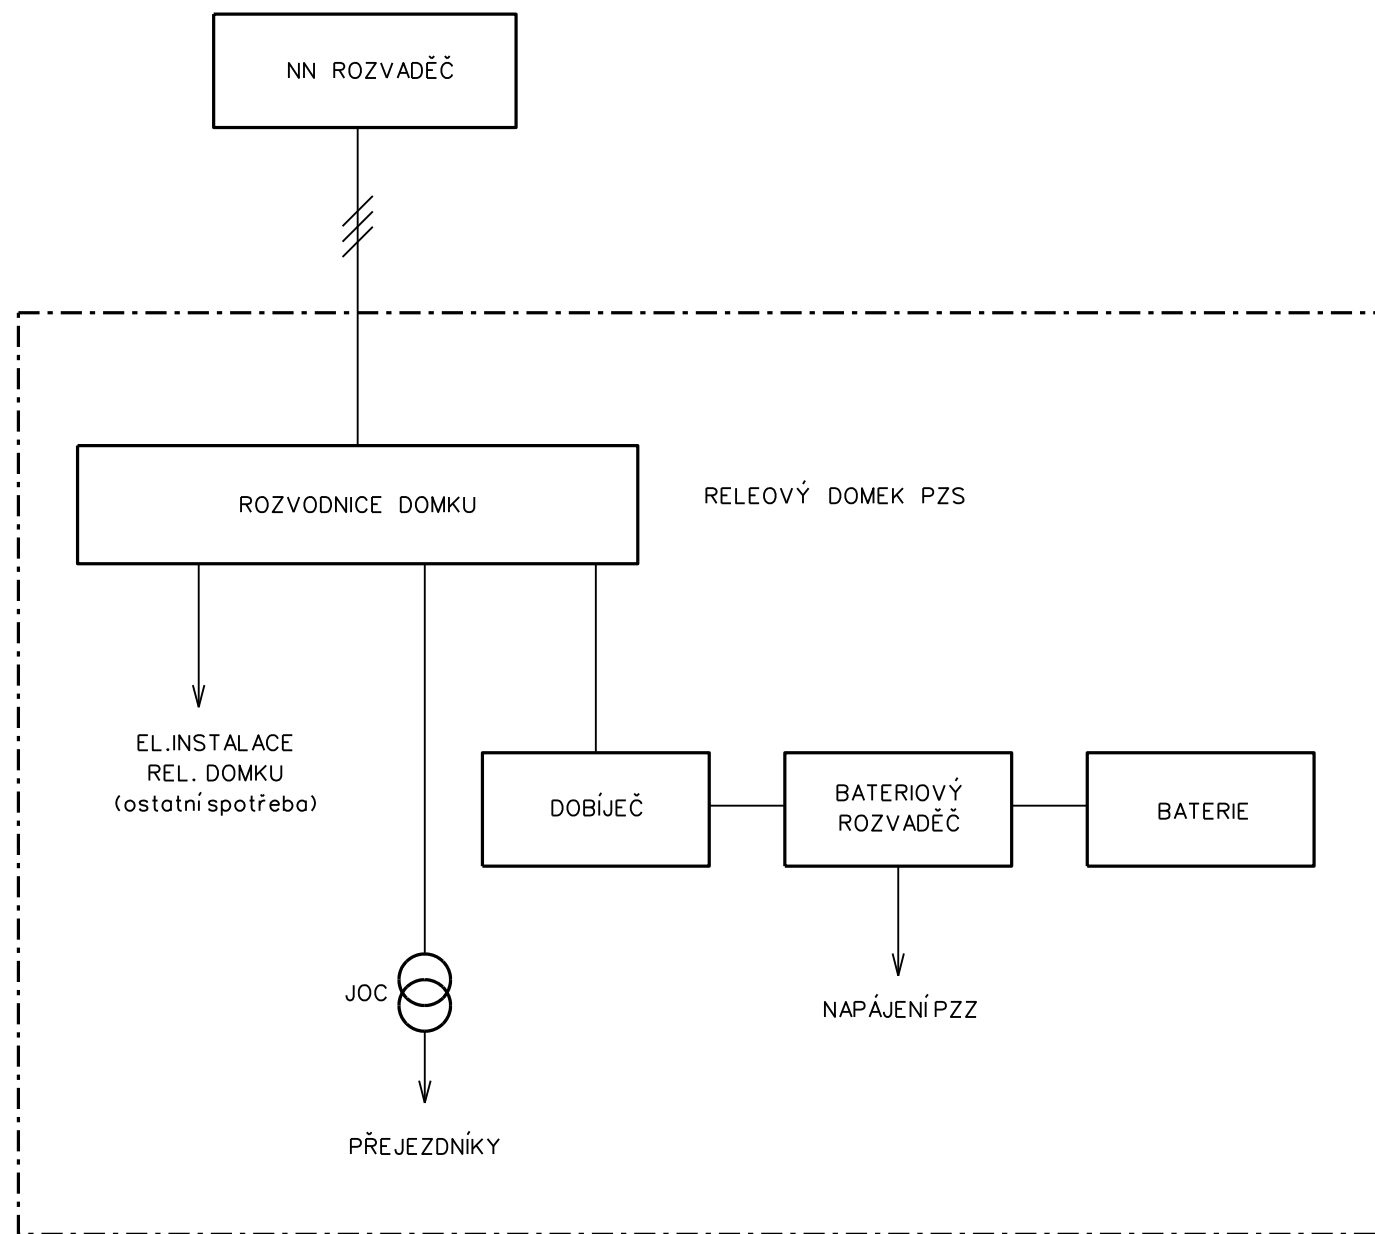 NN ROZVADĚČ
ROZVODNICE DOMKU
RELEOVÝ DOMEK PZS
EL.INSTALACE
REL. DOMKU
(ostatní spotřeba)
DOBÍJEČ
BATERIOVÝ
ROZVADĚČ
BATERIE
JOC
NAPÁJENÍ PZZ
PŘEJEZDNÍKY